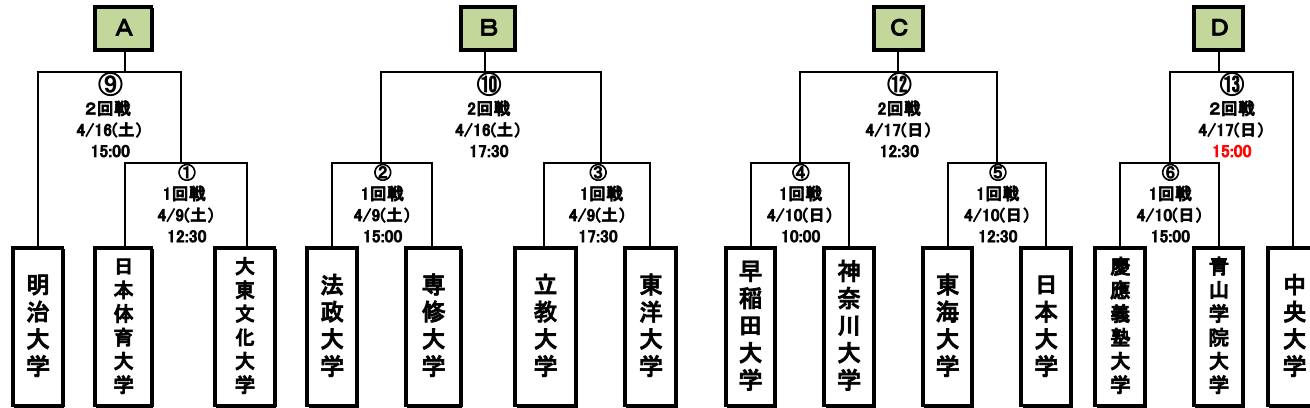 A
B
C
D
⑨
2回戦
4/16(土)
15:00
⑩
2回戦
4/16(土)
17:30
⑫
2回戦
4/17(日)
12:30
⑬
2回戦
4/17(日)
15:00
①
1回戦
4/9(土)
12:30
②
1回戦
4/9(土)
15:00
③
1回戦
4/9(土)
17:30
④
1回戦
4/10(日)
10:00
⑤
1回戦
4/10(日)
12:30
⑥
1回戦
4/10(日)
15:00
明治大学
日本体育大学
大東文化大学
法政大学
専修大学
立教大学
東洋大学
早稲田大学
神奈川大学
東海大学
日本大学
慶應義塾大学
青山学院大学
中央大学